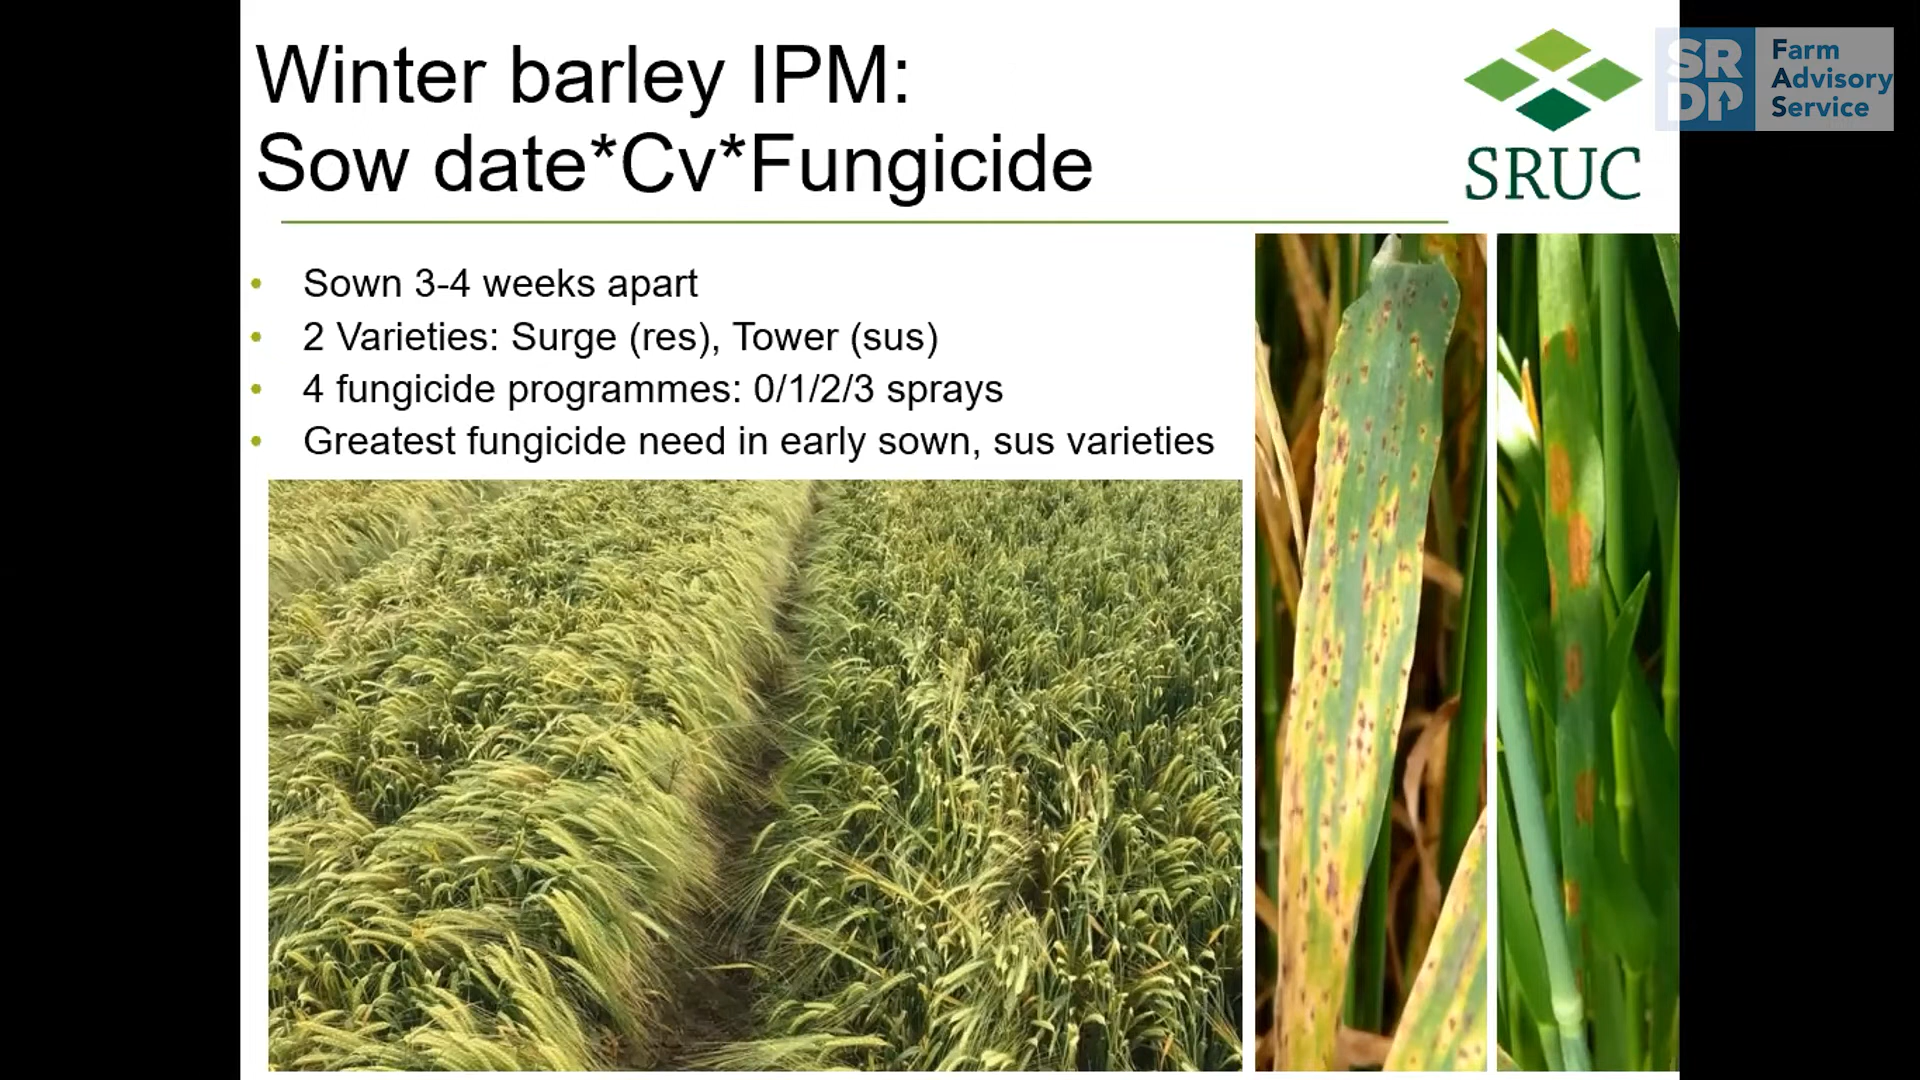 Winter barley IPM:
Sow date*Cv*Fungicide
SRUC
SRDP
Farm
Advisory
Service
• Sown 3-4 weeks apart
• 2 Varieties: Surge (res), Tower (sus)
• 4 fungicide programmes: 0/1/2/3 sprays
• Greatest fungicide need in early sown, sus varieties